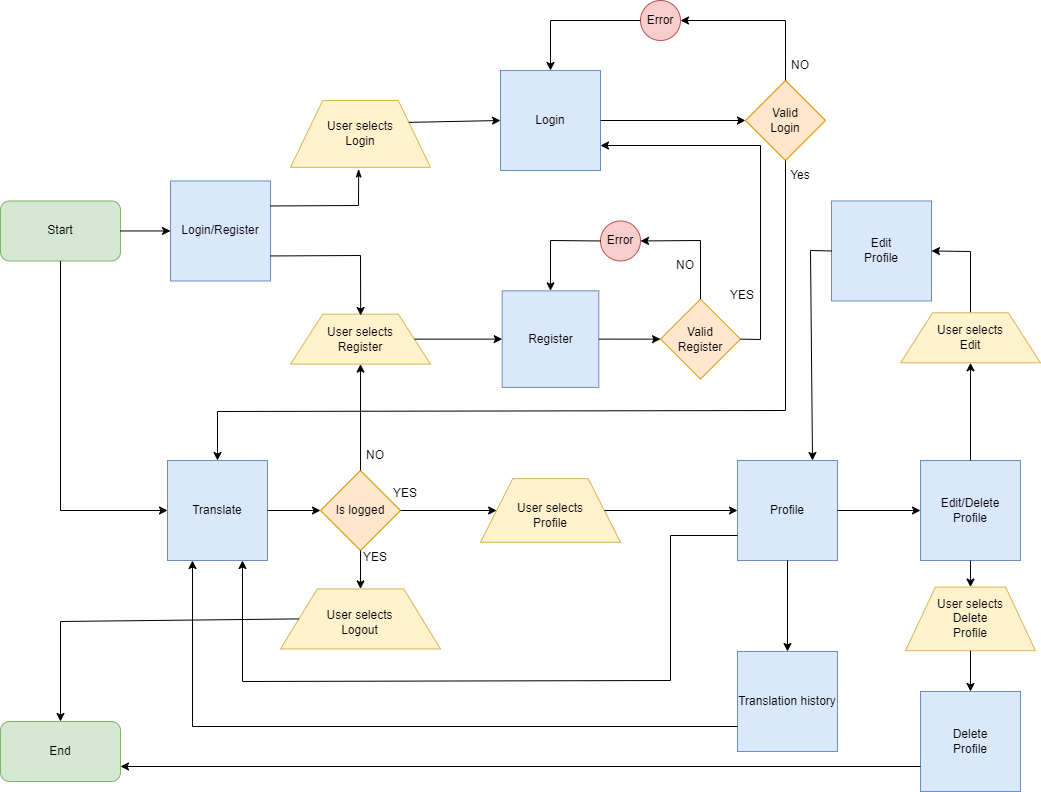 Error
NO
Login
Valid
Login
User selects
Login
Yes
Start
Login/Register
Error
Edit
Profile
NO
YES
User selects
Register
Register
Valid
Register
User selects
Edit
NO
YES
Translate
Is logged
User selects
Profile
Profile
Edit/Delete
Profile
YES
User selects
Logout
User selects
Delete
Profile
Translation history
End
Delete
Profile